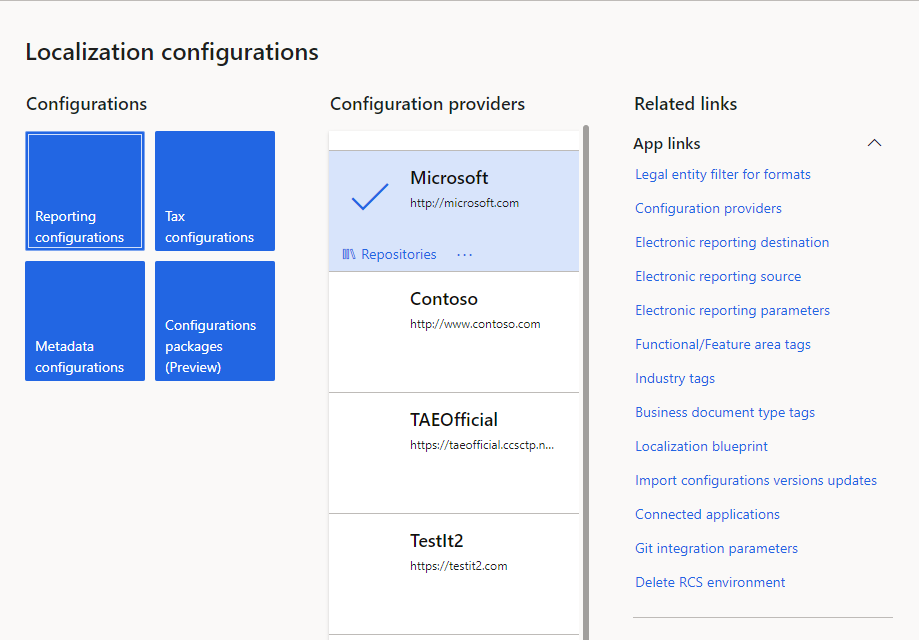 Localization configurations
Configurations
Reporting
configurations
Tax
configurations
Metadata
configurations
Configurations
packages
(Preview)
Configuration providers
Microsoft
http://microsoft.com
Repositories
...
Contoso
http://www.contoso.com
TAEOfficial
https://taeofficial.ccsctp.n...
TestIt2
https://testit2.com
Related links
App links
Legal entity filter for formats
Configuration providers
Electronic reporting destination
Electronic reporting source
Electronic reporting parameters
Functional/Feature area tags
Industry tags
Business document type tags
Localization blueprint
Import configurations versions updates
Connected applications
Git integration parameters
Delete RCS environment